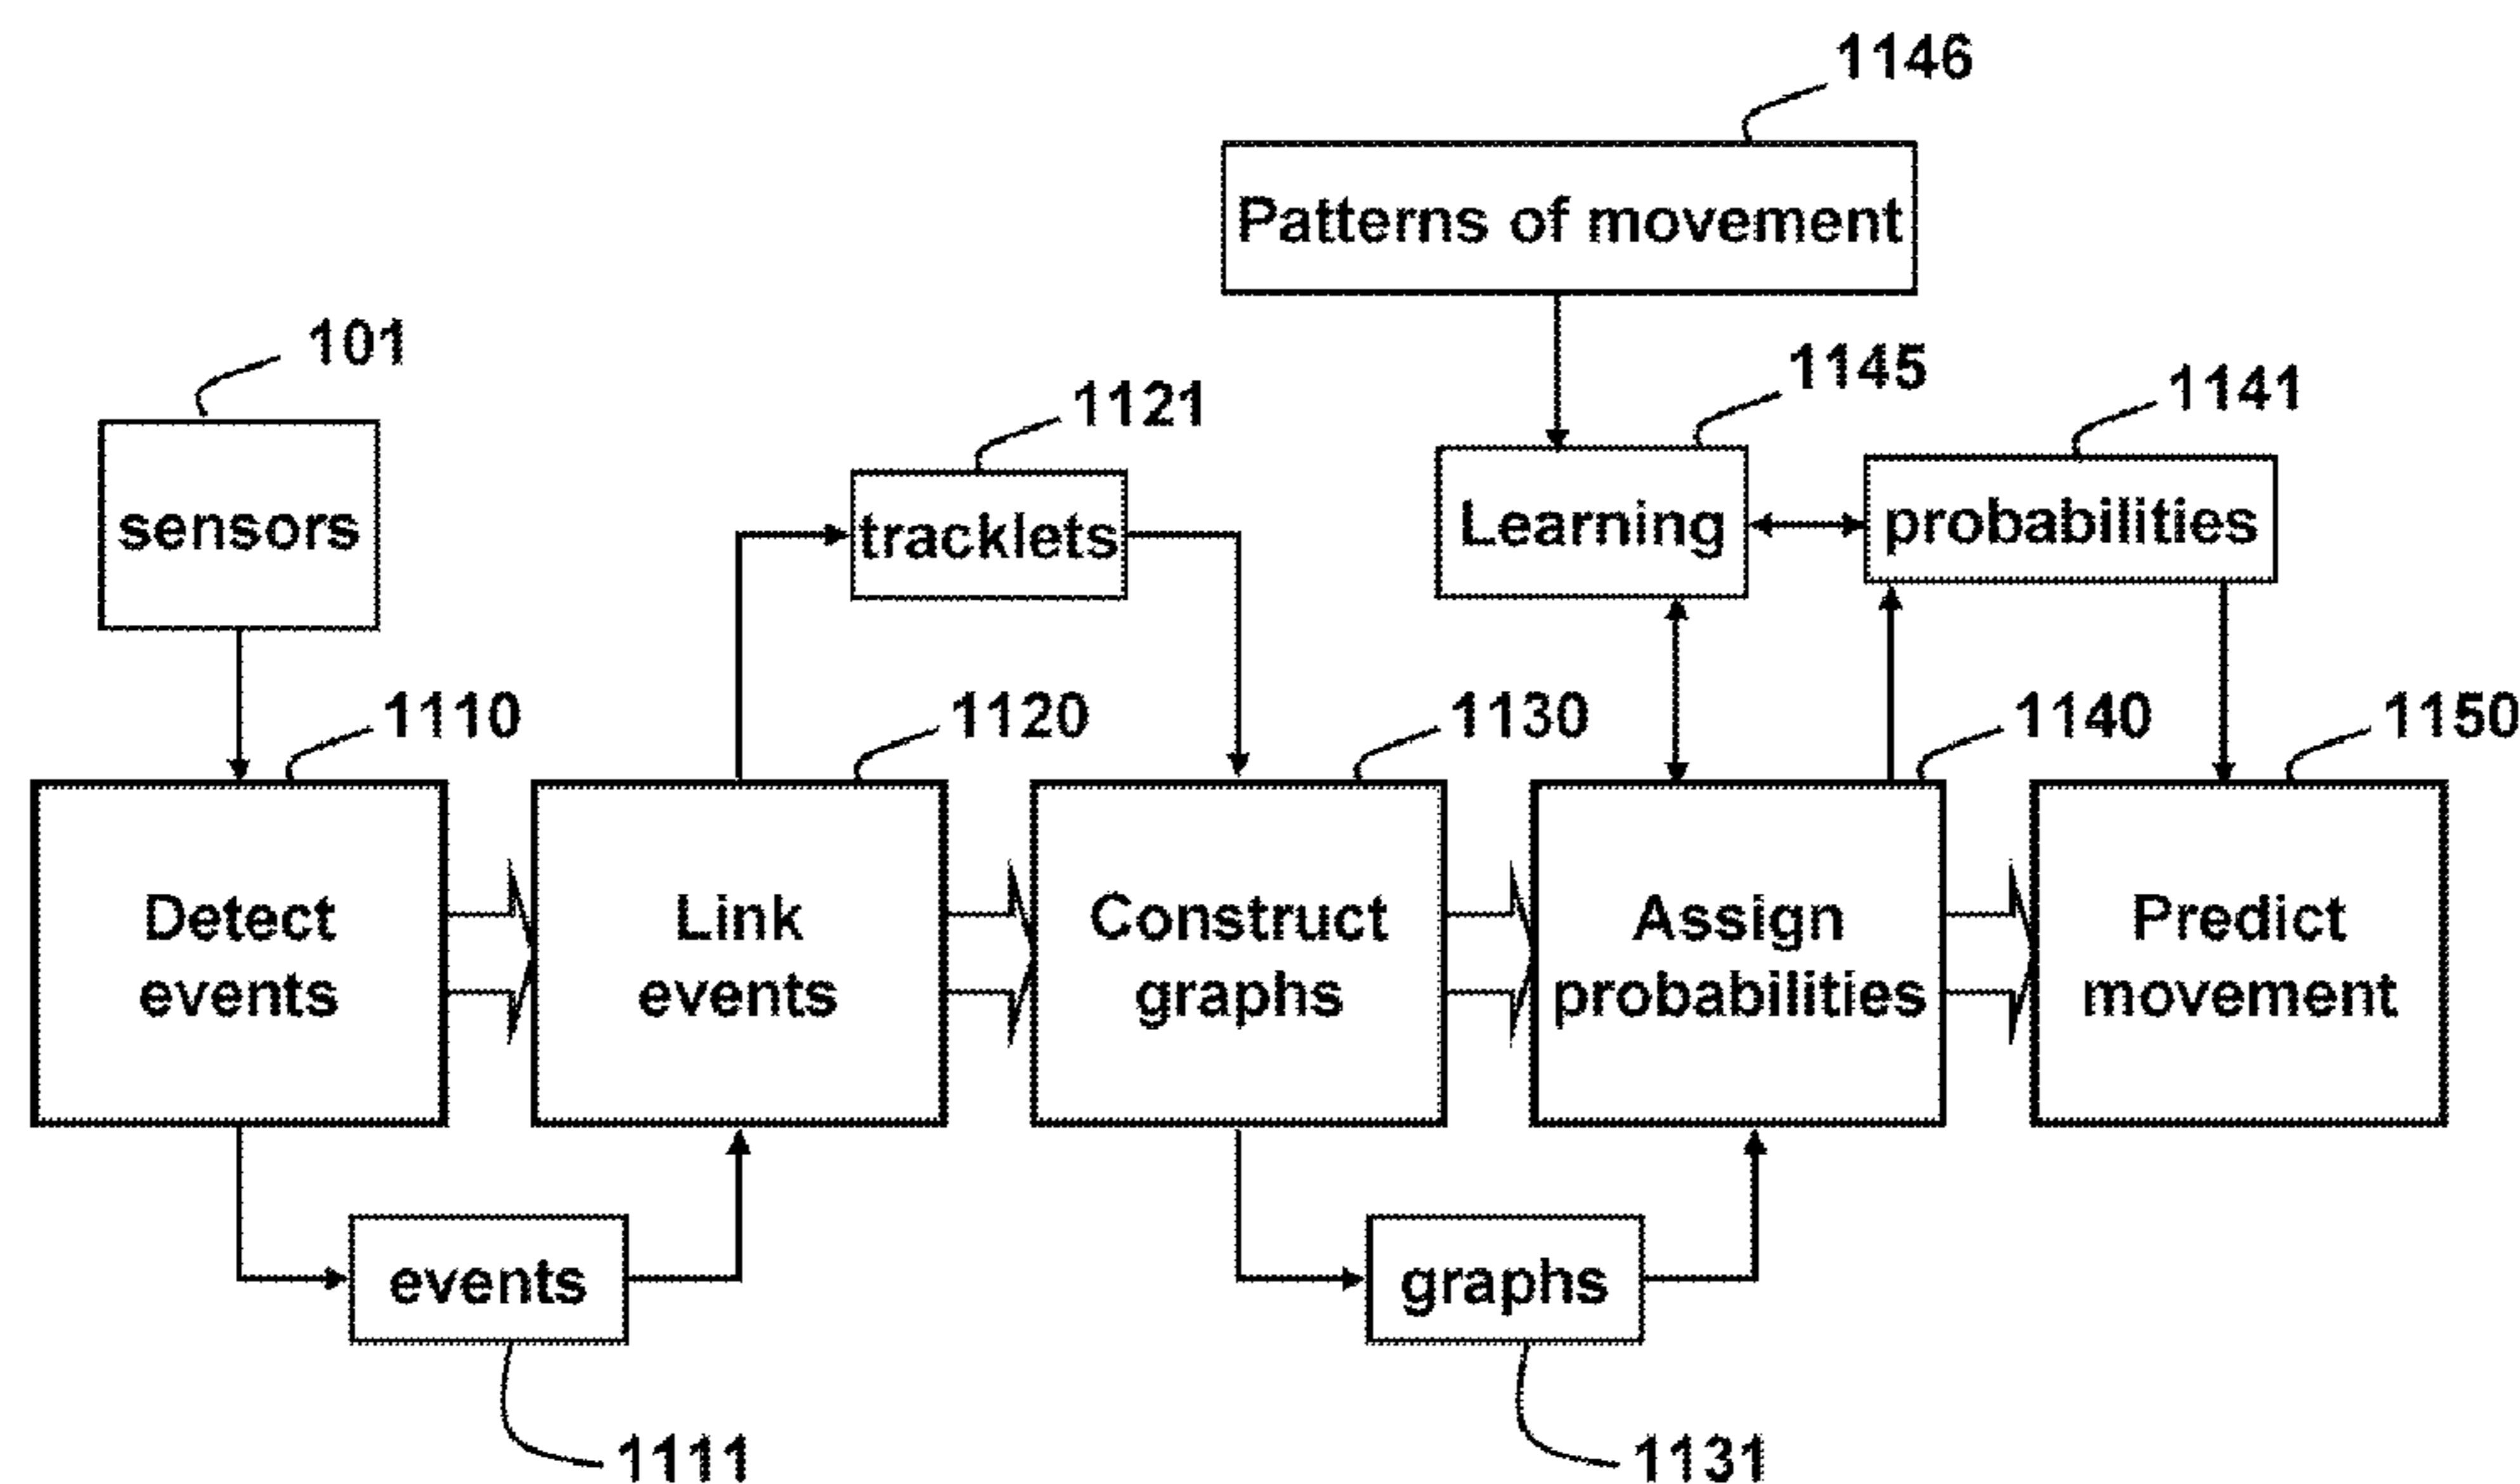 1146
Patterns of movement
101
1145
1141
1121
sensors
tracklets
Learning
probabilities
1110
1120
1130
1140
1150
Detect
events
Link
events
Construct
graphs
Assign
probabilities
Predict
movement
events
graphs
1111
1131